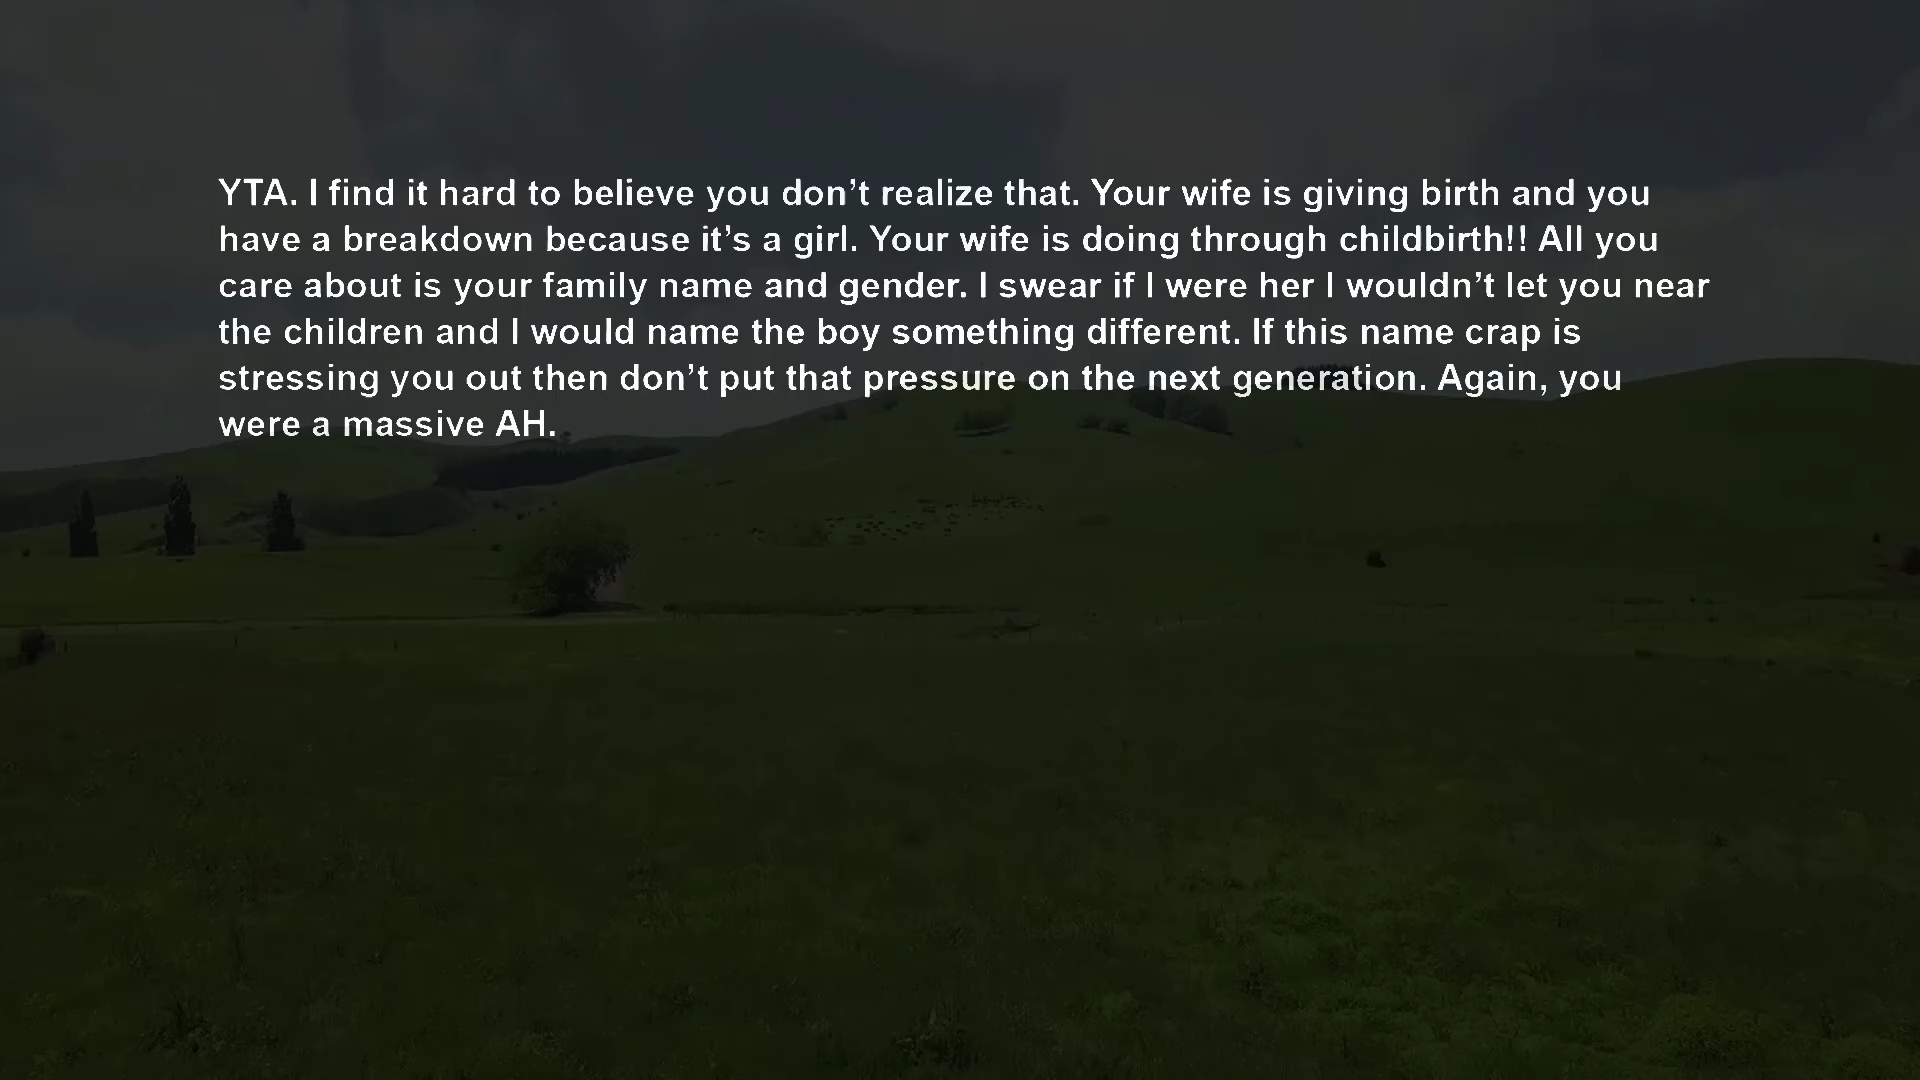 YTA. I find it hard to believe you don’t realize that. Your wife is giving birth and you
have a breakdown because it’s a girl. Your wife is doing through childbirth!! All you
care about is your family name and gender. I swear if I were her I wouldn’t let you near
the children and I would name the boy something different. If this name crap is
stressing you out then don’t put that pressure on the next generation. Again, you
were a massive AH.